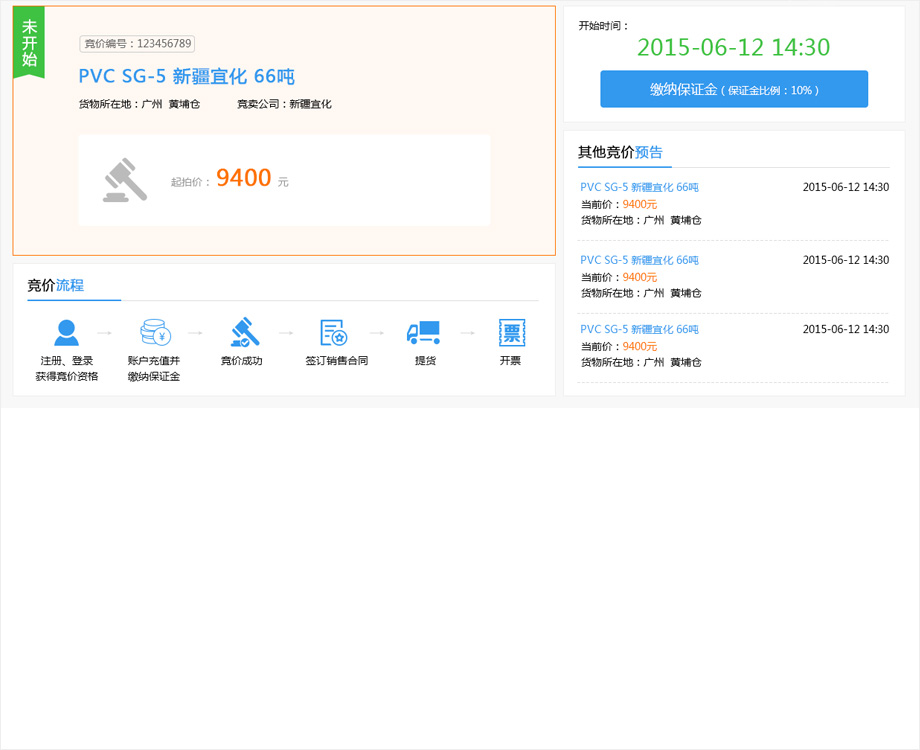 未开始
竞价编号：123456789
PVC SG-5 新疆宜化 66吨
货物所在地：广州 黄埔仓 竞卖公司：新疆宜化
起拍价： 9400 元
竞价流程
注册、登录
获得竞价资格
账户充值并
缴纳保证金
竞价成功
签订销售合同
提货
票
开票
开始时间：
2015-06-12 14:30
缴纳保证金（保证金比例：10%）
其他竞价预告
PVC SG-5 新疆宜化 66吨 2015-06-12 14:30
当前价：9400元
货物所在地：广州 黄埔仓
PVC SG-5 新疆宜化 66吨 2015-06-12 14:30
当前价：9400元
货物所在地：广州 黄埔仓
PVC SG-5 新疆宜化 66吨 2015-06-12 14:30
当前价：9400元
货物所在地：广州 黄埔仓